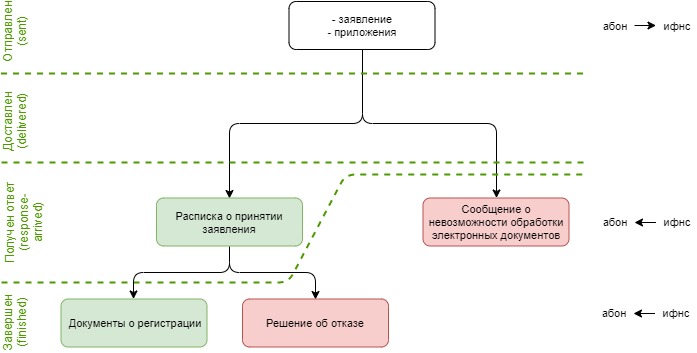 Отправлен
(sent)
- заявление
- приложения
абон ифнс
Доставлен
(delivered)
Получен ответ
(response-
arrived)
Расписка о принятии
заявления
Сообщение о
невозможности обработки
электронных документов
абон ифнс
Завершен
(finished)
Документы о регистрации
Решение об отказе
абон ифнс